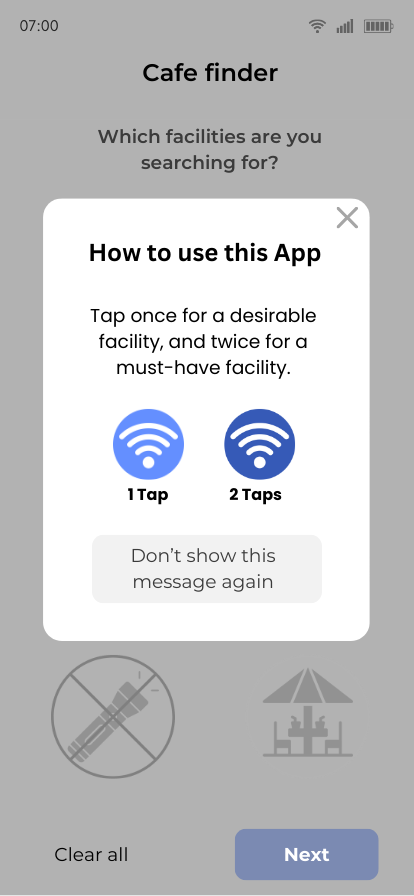 07:00
Cafe finder
Which facilities are you
searching for?
How to use this App
Tap once for a desirable
facility, and twice for a
must-have facility.
1 Tap
2 Taps
Don’t show this
message again
Clear all
Next